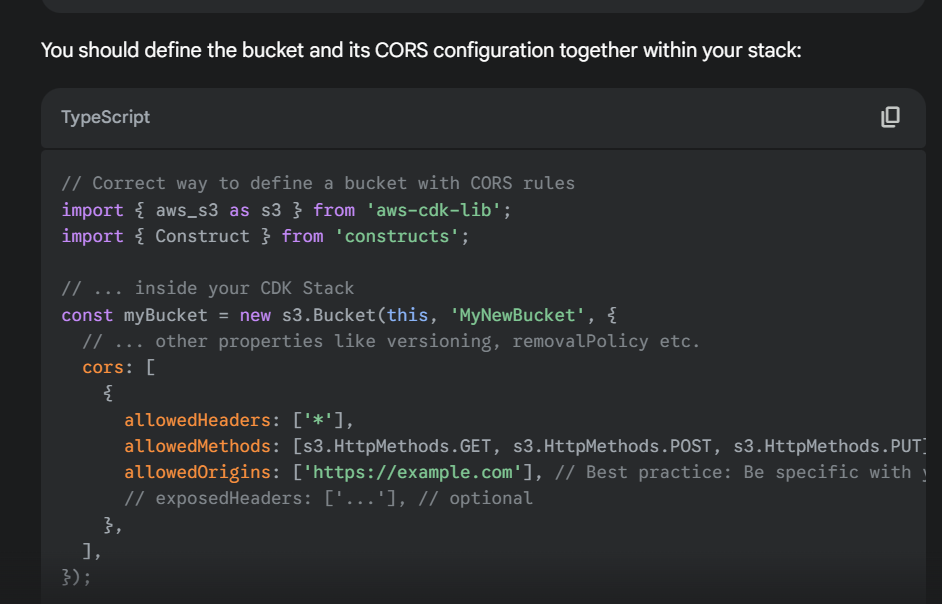 You should define the bucket and its CORS configuration together within your stack:
TypeScript
// Correct way to define a bucket with CORS rules
import { aws_s3 as s3 } from 'aws-cdk-lib';
import { Construct } from 'constructs';
// ... inside your CDK Stack
const myBucket = new s3.Bucket(this, 'MyNewBucket', {
// ... other properties like versioning, removalPolicy etc.
cors: [
{
allowedHeaders: ['*'],
allowedMethods: [s3.HttpMethods.GET, s3.HttpMethods.POST, s3.HttpMethods.PUT]
allowedOrigins: ['https://example.com'], // Best practice: Be specific with
// exposedHeaders: ['...'], // optional
},
],
});